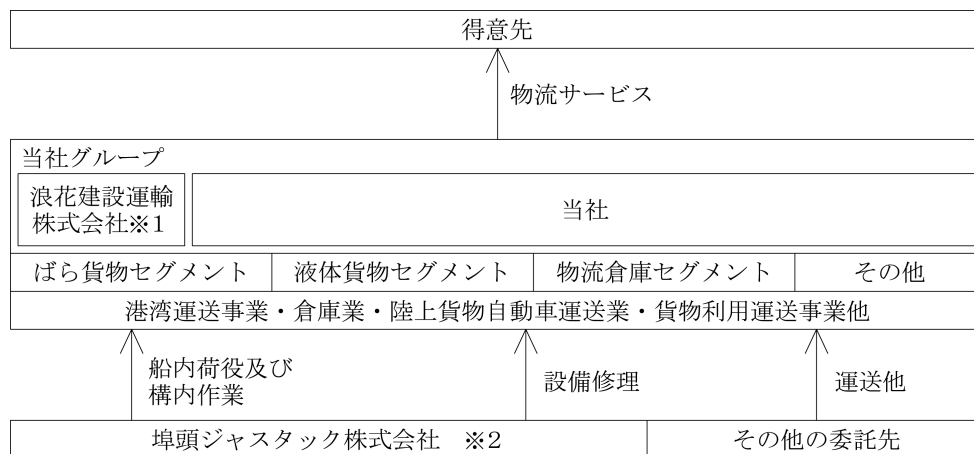 得意先
物流サービス
当社グループ
浪花建設運輸
株式会社※1
当社
ばら貨物セグメント
液体貨物セグメント
物流倉庫セグメント
その他
港湾運送事業・倉庫業・陸上貨物自動車運送業・貨物利用運送事業他
船内荷役及び
構内作業
設備修理
運送他
埠頭ジャスタック株式会社　※2
その他の委託先